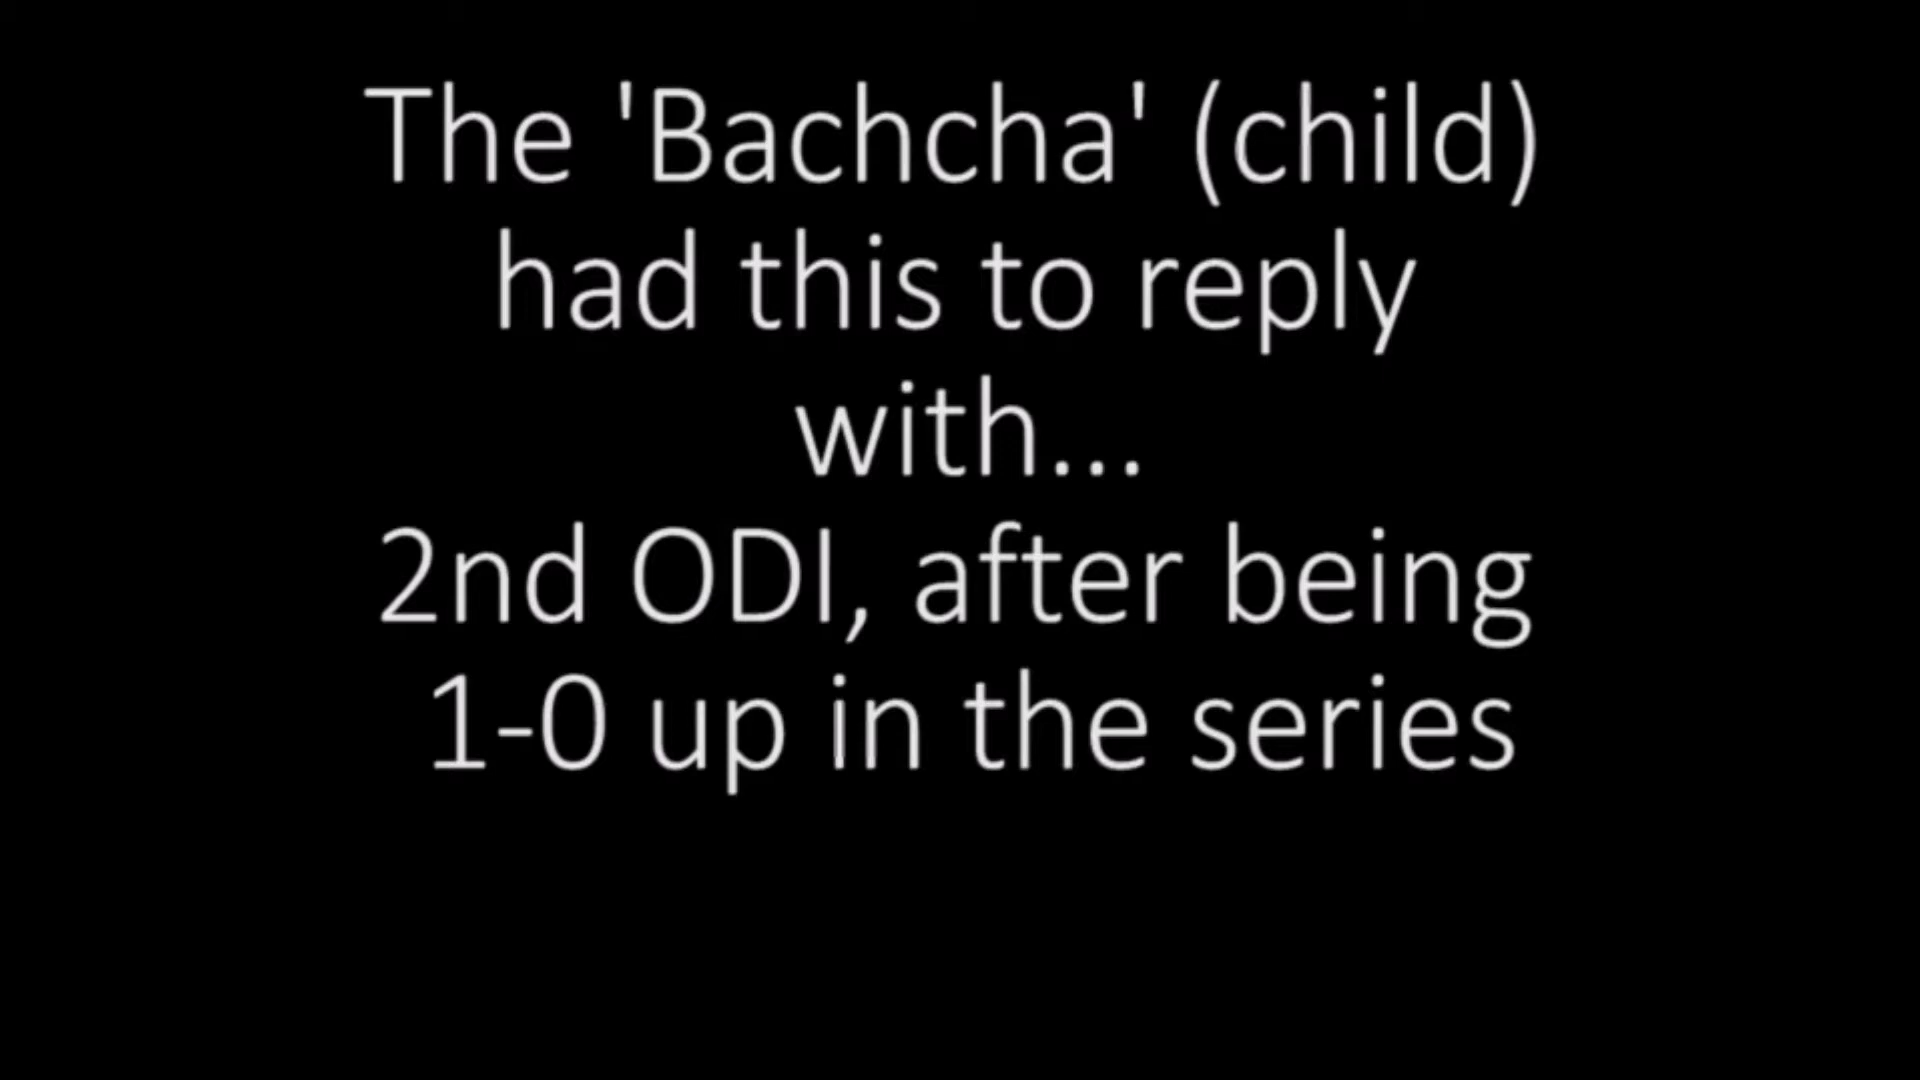 The 'Bachcha' (child)
had this to reply
with...
2nd ODI, after being
1-0 up in the series